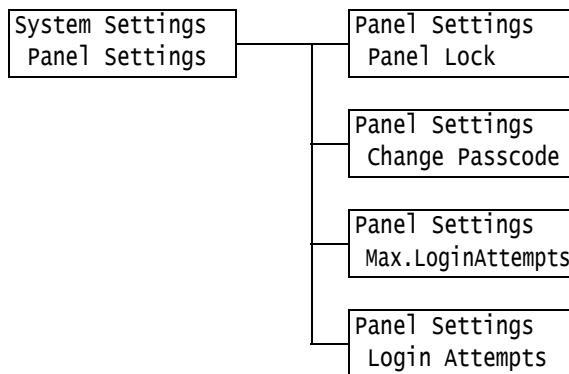 System Settings
Panel Settings
Panel Settings
Panel Lock
Panel Settings
Change Passcode
Panel Settings
Max.LoginAttempts
Panel Settings
Login Attempts